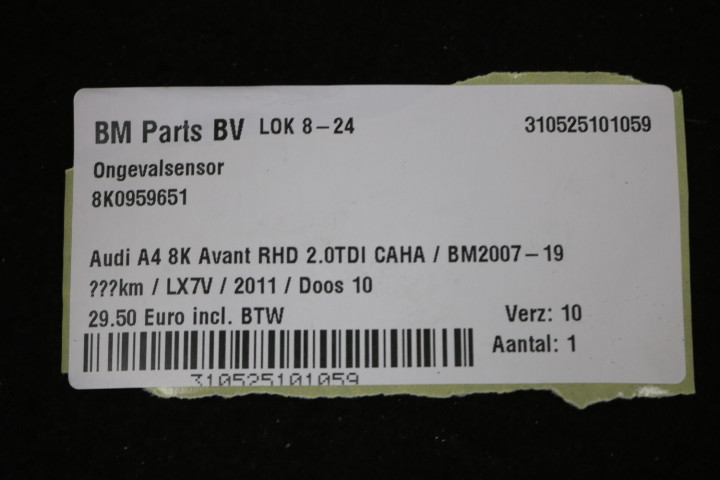 BM Parts BV LOK 8-24 310525101059
Ongevalsensor
8K0959651
Audi A4 8K Avant RHD 2.0TDI CAHA / BM2007-19
???km / LX7V / 2011 / Doos 10
29.50 Euro incl. BTW Verz: 10
Aantal: 1
310525101059